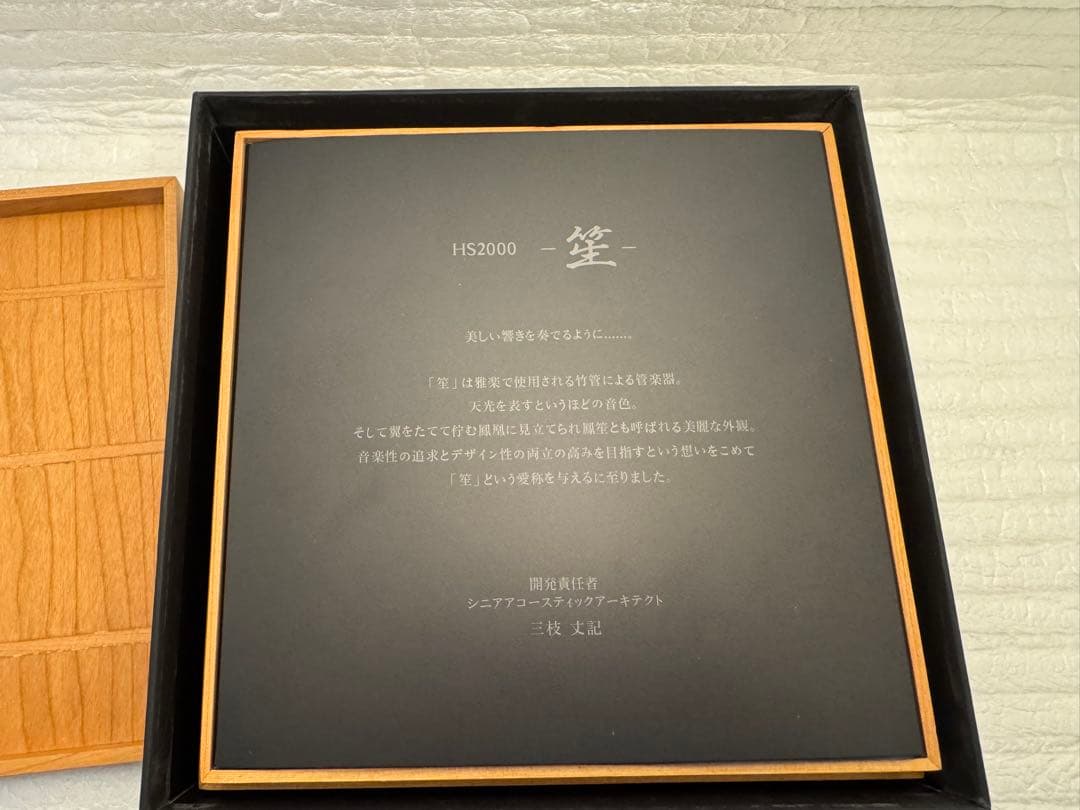 HS2000 －笙－
美しい響きを奏でるように……。
「笙」は雅楽で使用される竹管による管楽器。
天光を表すというほどの音色。
そして翼をたてて佇む鳳凰に見立てられ鳳笙とも呼ばれる美麗な外観。
音楽性の追求とデザイン性の両立の高みを目指すという想いをこめて
「笙」という愛称を与えるに至りました。
開発責任者
シニアアコースティックアーキテクト
三枝 丈記